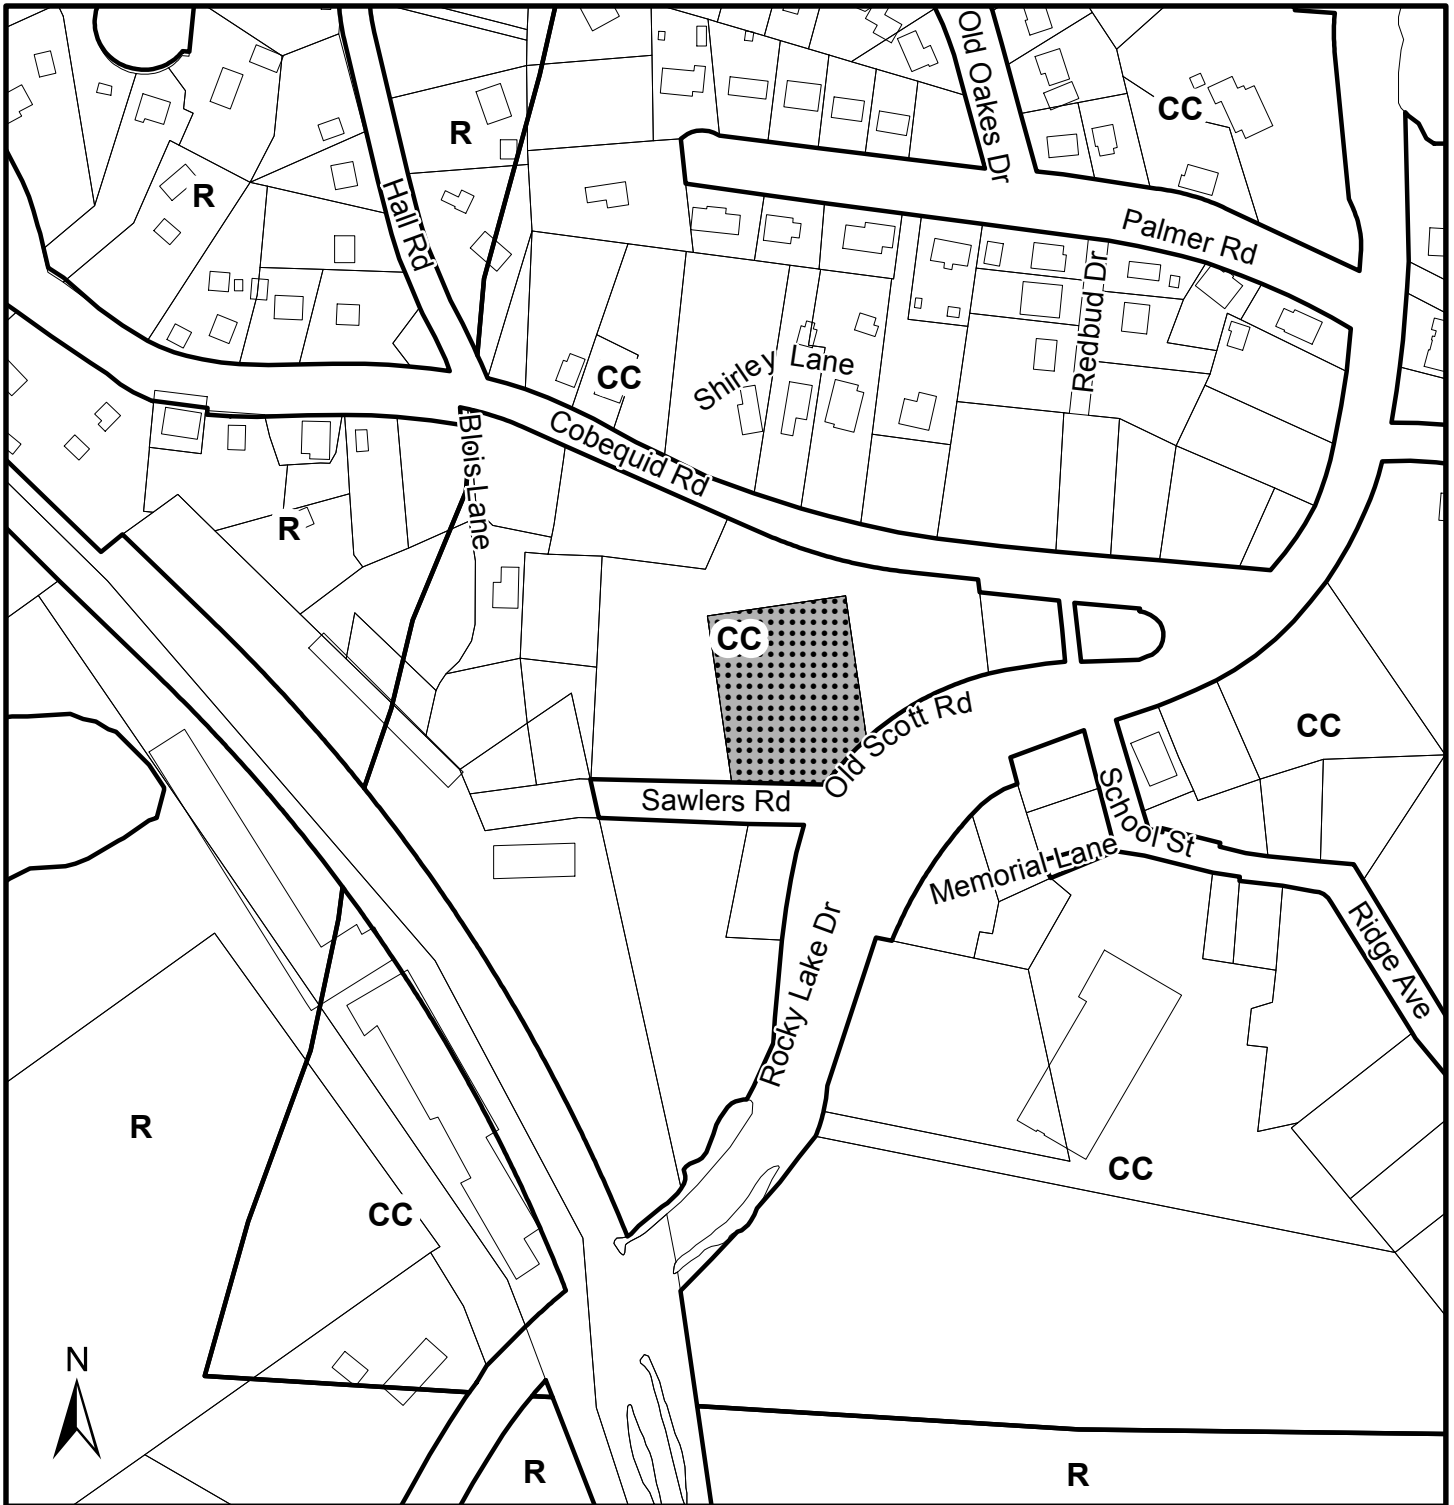 Old Oakes Dr
CC
R
R
Hall Rd
Palmer Rd
Redbud Dr
Shirley Lane
CC
Cobequid Rd
Blois Lane
R
CC
Old Scott Rd
CC
School St
Sawlers Rd
Memorial Lane
Ridge Ave
Rocky Lake Dr
R
CC
CC
N
R
R